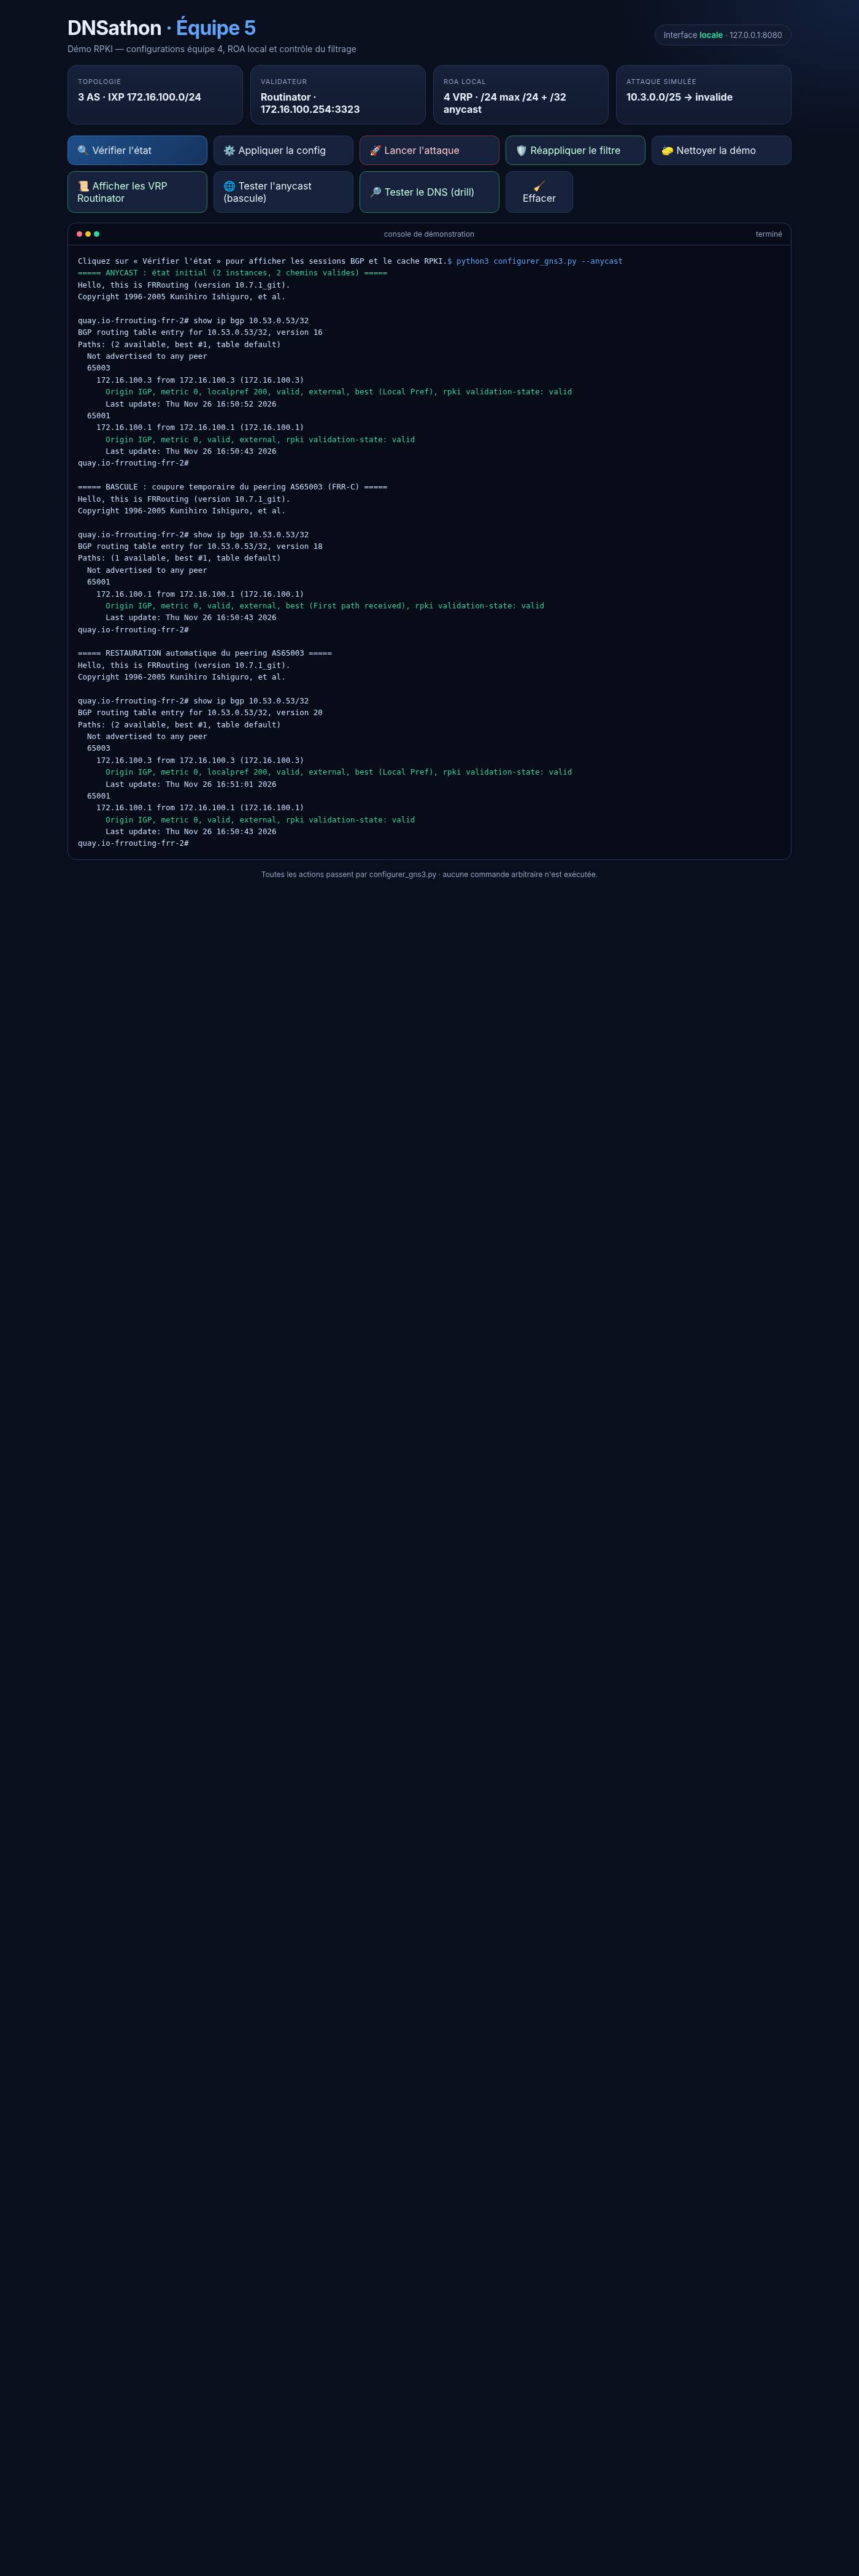 DNSathon · Équipe 5
Démo RPKI — configurations équipe 4, ROA local et contrôle du filtrage
Interface locale · 127.0.0.1:8080
TOPOLOGIE
3 AS · IXP 172.16.100.0/24
VALIDATEUR
Routinator ·
172.16.100.254:3323
ROA LOCAL
4 VRP · /24 max /24 + /32
anycast
ATTAQUE SIMULÉE
10.3.0.0/25 → invalide
🔍 Vérifier l'état
⚙️ Appliquer la config
🚀 Lancer l'attaque
🛡️ Réappliquer le filtre
🧽 Nettoyer la démo
📜 Afficher les VRP
Routinator
🌐 Tester l'anycast
(bascule)
🔎 Tester le DNS (drill)
🧹
Effacer
console de démonstration
terminé
Cliquez sur « Vérifier l'état » pour afficher les sessions BGP et le cache RPKI.$ python3 configurer_gns3.py --anycast
===== ANYCAST : état initial (2 instances, 2 chemins valides) =====
Hello, this is FRRouting (version 10.7.1_git).
Copyright 1996-2005 Kunihiro Ishiguro, et al.
quay.io-frrouting-frr-2# show ip bgp 10.53.0.53/32
BGP routing table entry for 10.53.0.53/32, version 16
Paths: (2 available, best #1, table default)
Not advertised to any peer
65003
172.16.100.3 from 172.16.100.3 (172.16.100.3)
Origin IGP, metric 0, localpref 200, valid, external, best (Local Pref), rpki validation-state: valid
Last update: Thu Nov 26 16:50:52 2026
65001
172.16.100.1 from 172.16.100.1 (172.16.100.1)
Origin IGP, metric 0, valid, external, rpki validation-state: valid
Last update: Thu Nov 26 16:50:43 2026
quay.io-frrouting-frr-2#
===== BASCULE : coupure temporaire du peering AS65003 (FRR-C) =====
Hello, this is FRRouting (version 10.7.1_git).
Copyright 1996-2005 Kunihiro Ishiguro, et al.
quay.io-frrouting-frr-2# show ip bgp 10.53.0.53/32
BGP routing table entry for 10.53.0.53/32, version 18
Paths: (1 available, best #1, table default)
Not advertised to any peer
65001
172.16.100.1 from 172.16.100.1 (172.16.100.1)
Origin IGP, metric 0, valid, external, best (First path received), rpki validation-state: valid
Last update: Thu Nov 26 16:50:43 2026
quay.io-frrouting-frr-2#
===== RESTAURATION automatique du peering AS65003 =====
Hello, this is FRRouting (version 10.7.1_git).
Copyright 1996-2005 Kunihiro Ishiguro, et al.
quay.io-frrouting-frr-2# show ip bgp 10.53.0.53/32
BGP routing table entry for 10.53.0.53/32, version 20
Paths: (2 available, best #1, table default)
Not advertised to any peer
65003
172.16.100.3 from 172.16.100.3 (172.16.100.3)
Origin IGP, metric 0, localpref 200, valid, external, best (Local Pref), rpki validation-state: valid
Last update: Thu Nov 26 16:51:01 2026
65001
172.16.100.1 from 172.16.100.1 (172.16.100.1)
Origin IGP, metric 0, valid, external, rpki validation-state: valid
Last update: Thu Nov 26 16:50:43 2026
quay.io-frrouting-frr-2#
Toutes les actions passent par configurer_gns3.py · aucune commande arbitraire n'est exécutée.